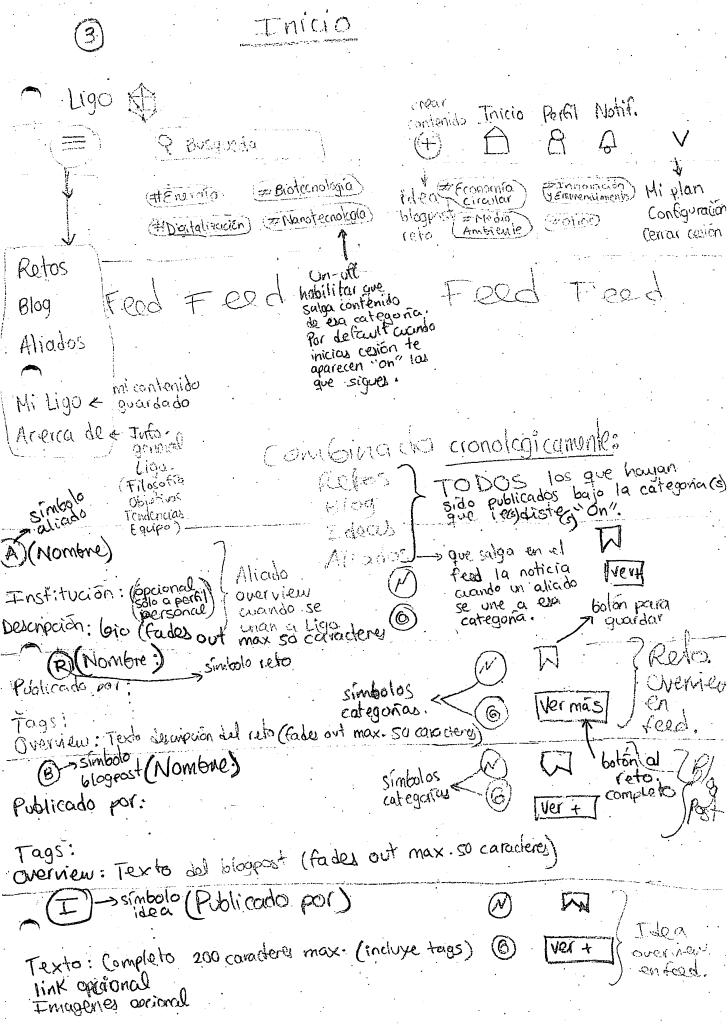 3
Inicio
Ligo
crear contenido
Inicio
Perfil
Notif.
Busqueda
#Energía
#Biotecnología
#Digitalización
#Nanotecnología
idea
blogpost
reto
#Economía
circular
#Innovación
y Emprendimiento
#Medio
Ambiente
Mi plan
Configuración
Cerrar cesión
Retos
Blog
Aliados
Mi Ligo ← mi contenido
guardado
Acerca de ← Info.
general
Ligo.
(Filosofía
Objetivos
Tendencias
Equipo)
Feed Feed
Feed Feed
On-off
habilitar que
salga contenido
de esa categoría.
Por default cuando
inicias cesión te
aparecen "on" las
que sigues.
Combinado cronológicamente:
Retos
Blog
Ideas
Aliados
TODOS los que hayan
sido publicados bajo la categoría(s)
que le(s) diste(s) "On".
→ que salga en el
feed la noticia
cuando un aliado
se une a esa
categoría.
símbolo
aliado
A (Nombre)
Institución: (opcional
sólo a perfil
personal)
Descripción: bio (fades out max 50 caracteres
Aliado
overview
cuando se
unan a Ligo.
N
G
ver+
botón para
guardar
R (Nombre:)
símbolo reto
Publicado por:
Tags:
Overview: Texto descripción del reto (fades out max. 50 caracteres)
símbolos
categorías.
N
G
Ver más
Reto
Overview
en
feed.
botón al
reto
completo
B → símbolo
blogpost (Nombre)
Publicado por:
Tags:
Overview: Texto del blogpost (fades out max. 50 caracteres)
símbolos
categorías
N
G
ver +
Blog
Post
I → símbolo
idea (Publicado por)
Texto: Completo 200 caracteres max. (incluye tags)
link opcional
Imagenes opcional
N
G
ver +
Idea
overview
en feed.